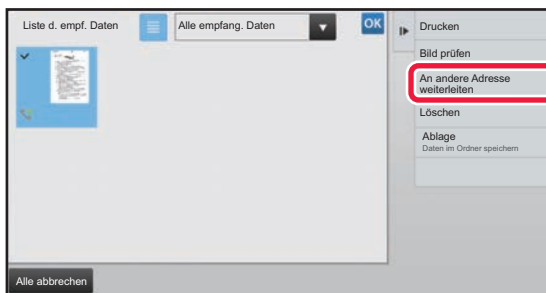 Liste d. empf. Daten
Alle empfang. Daten
OK
Drucken
Bild prüfen
An andere Adresse
weiterleiten
Löschen
Ablage
Daten im Ordner speichern
Alle abbrechen